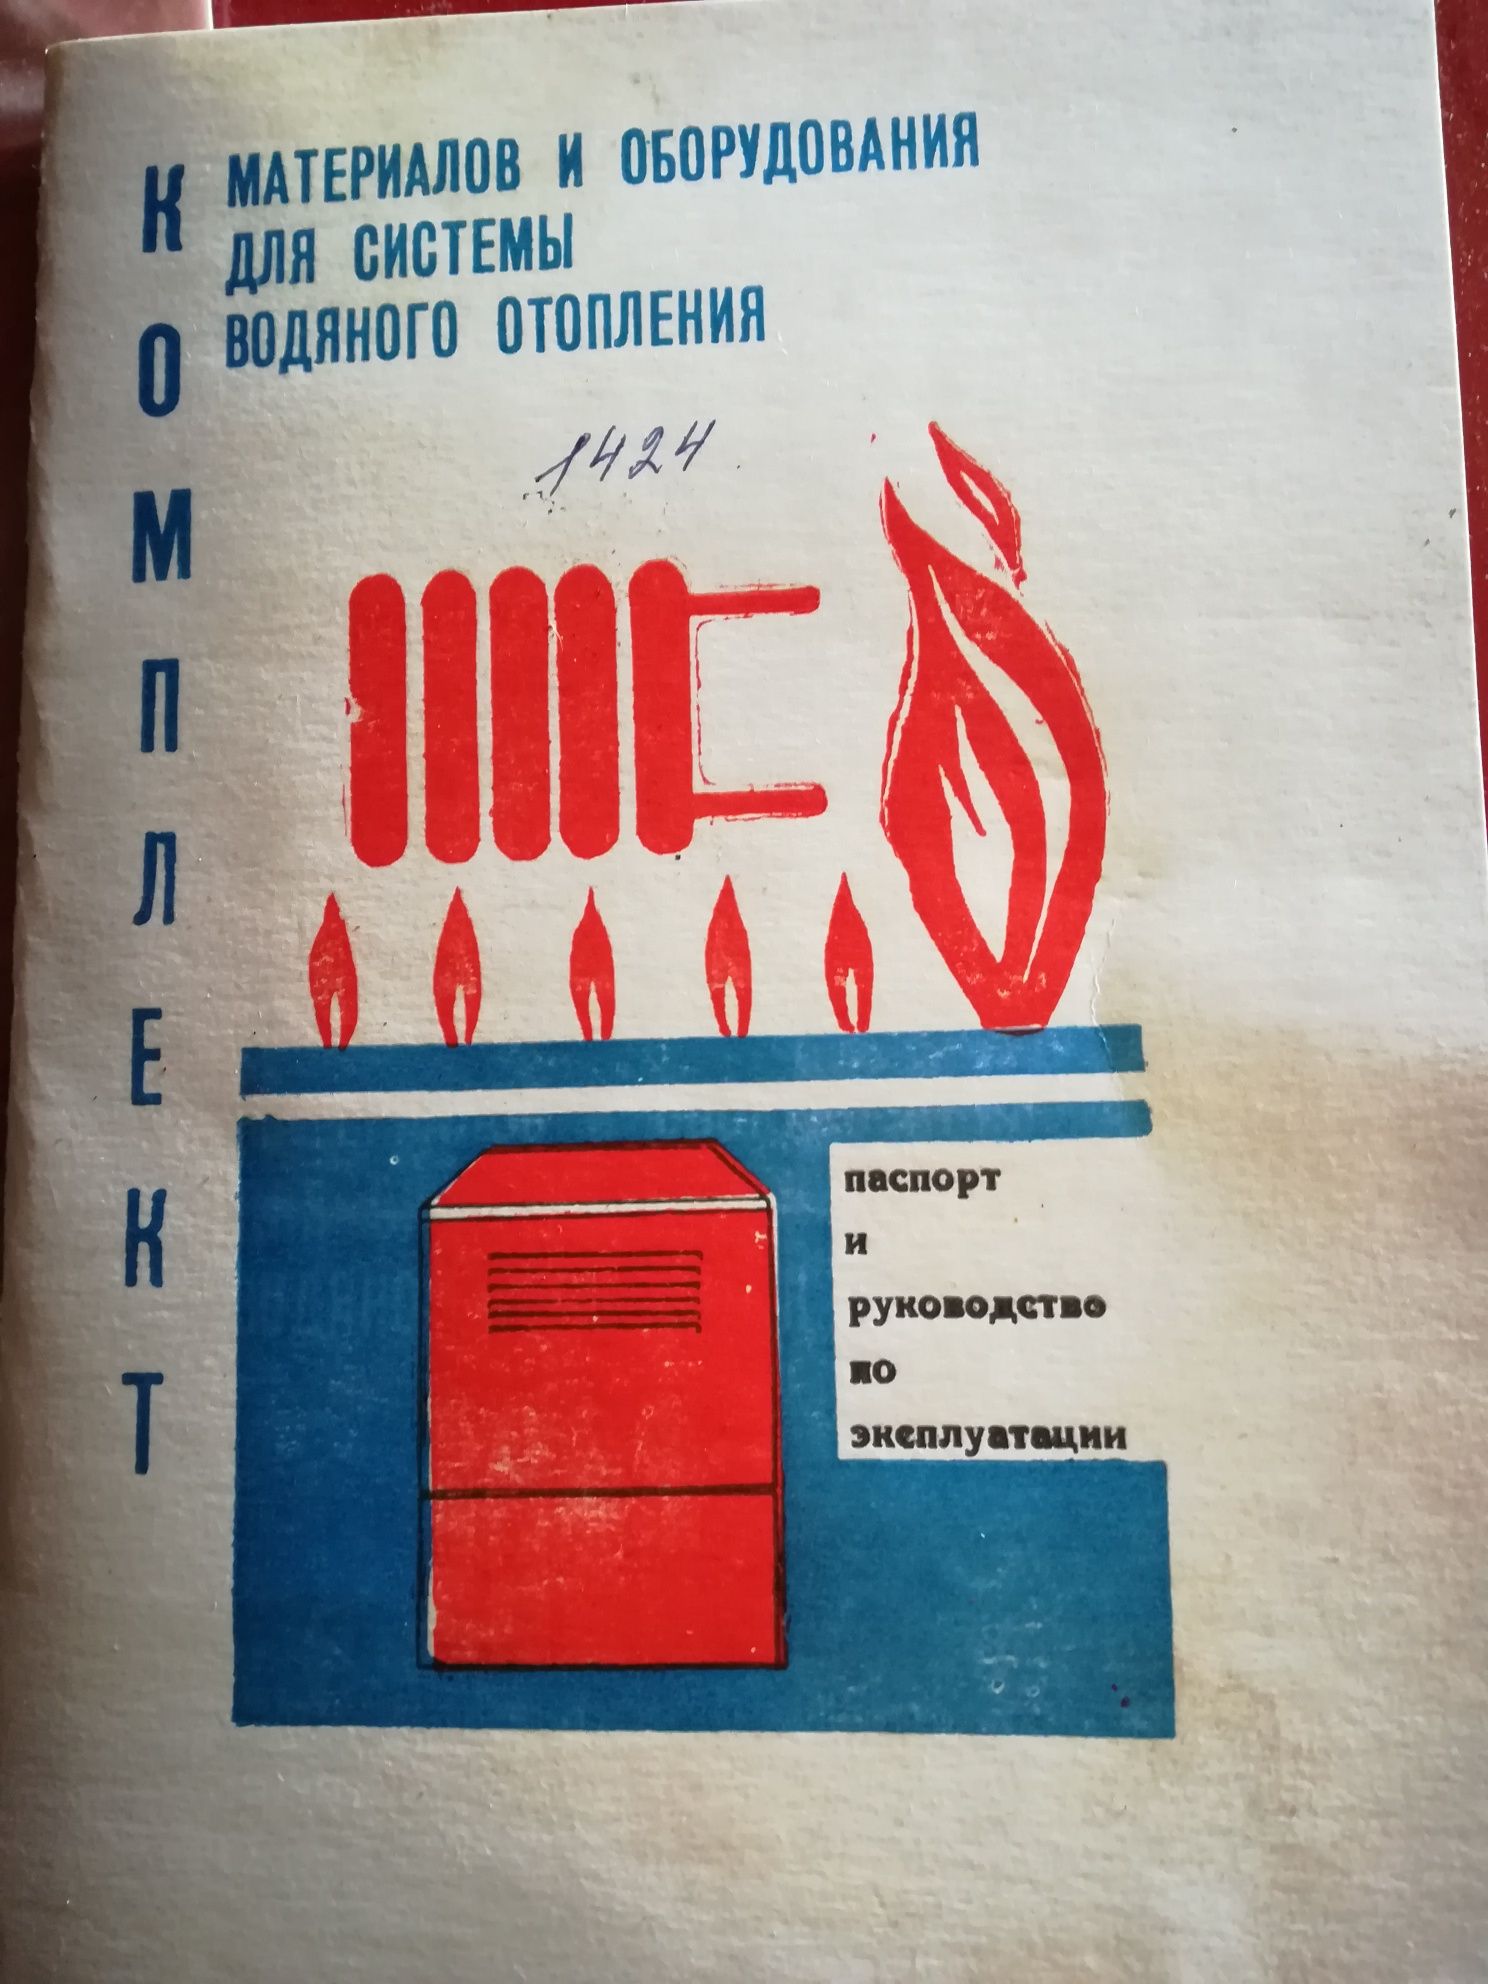 КОМПЛЕКТ
МАТЕРИАЛОВ И ОБОРУДОВАНИЯ
ДЛЯ СИСТЕМЫ
ВОДЯНОГО ОТОПЛЕНИЯ
1424
паспорт
и
руководство
по
эксплуатации